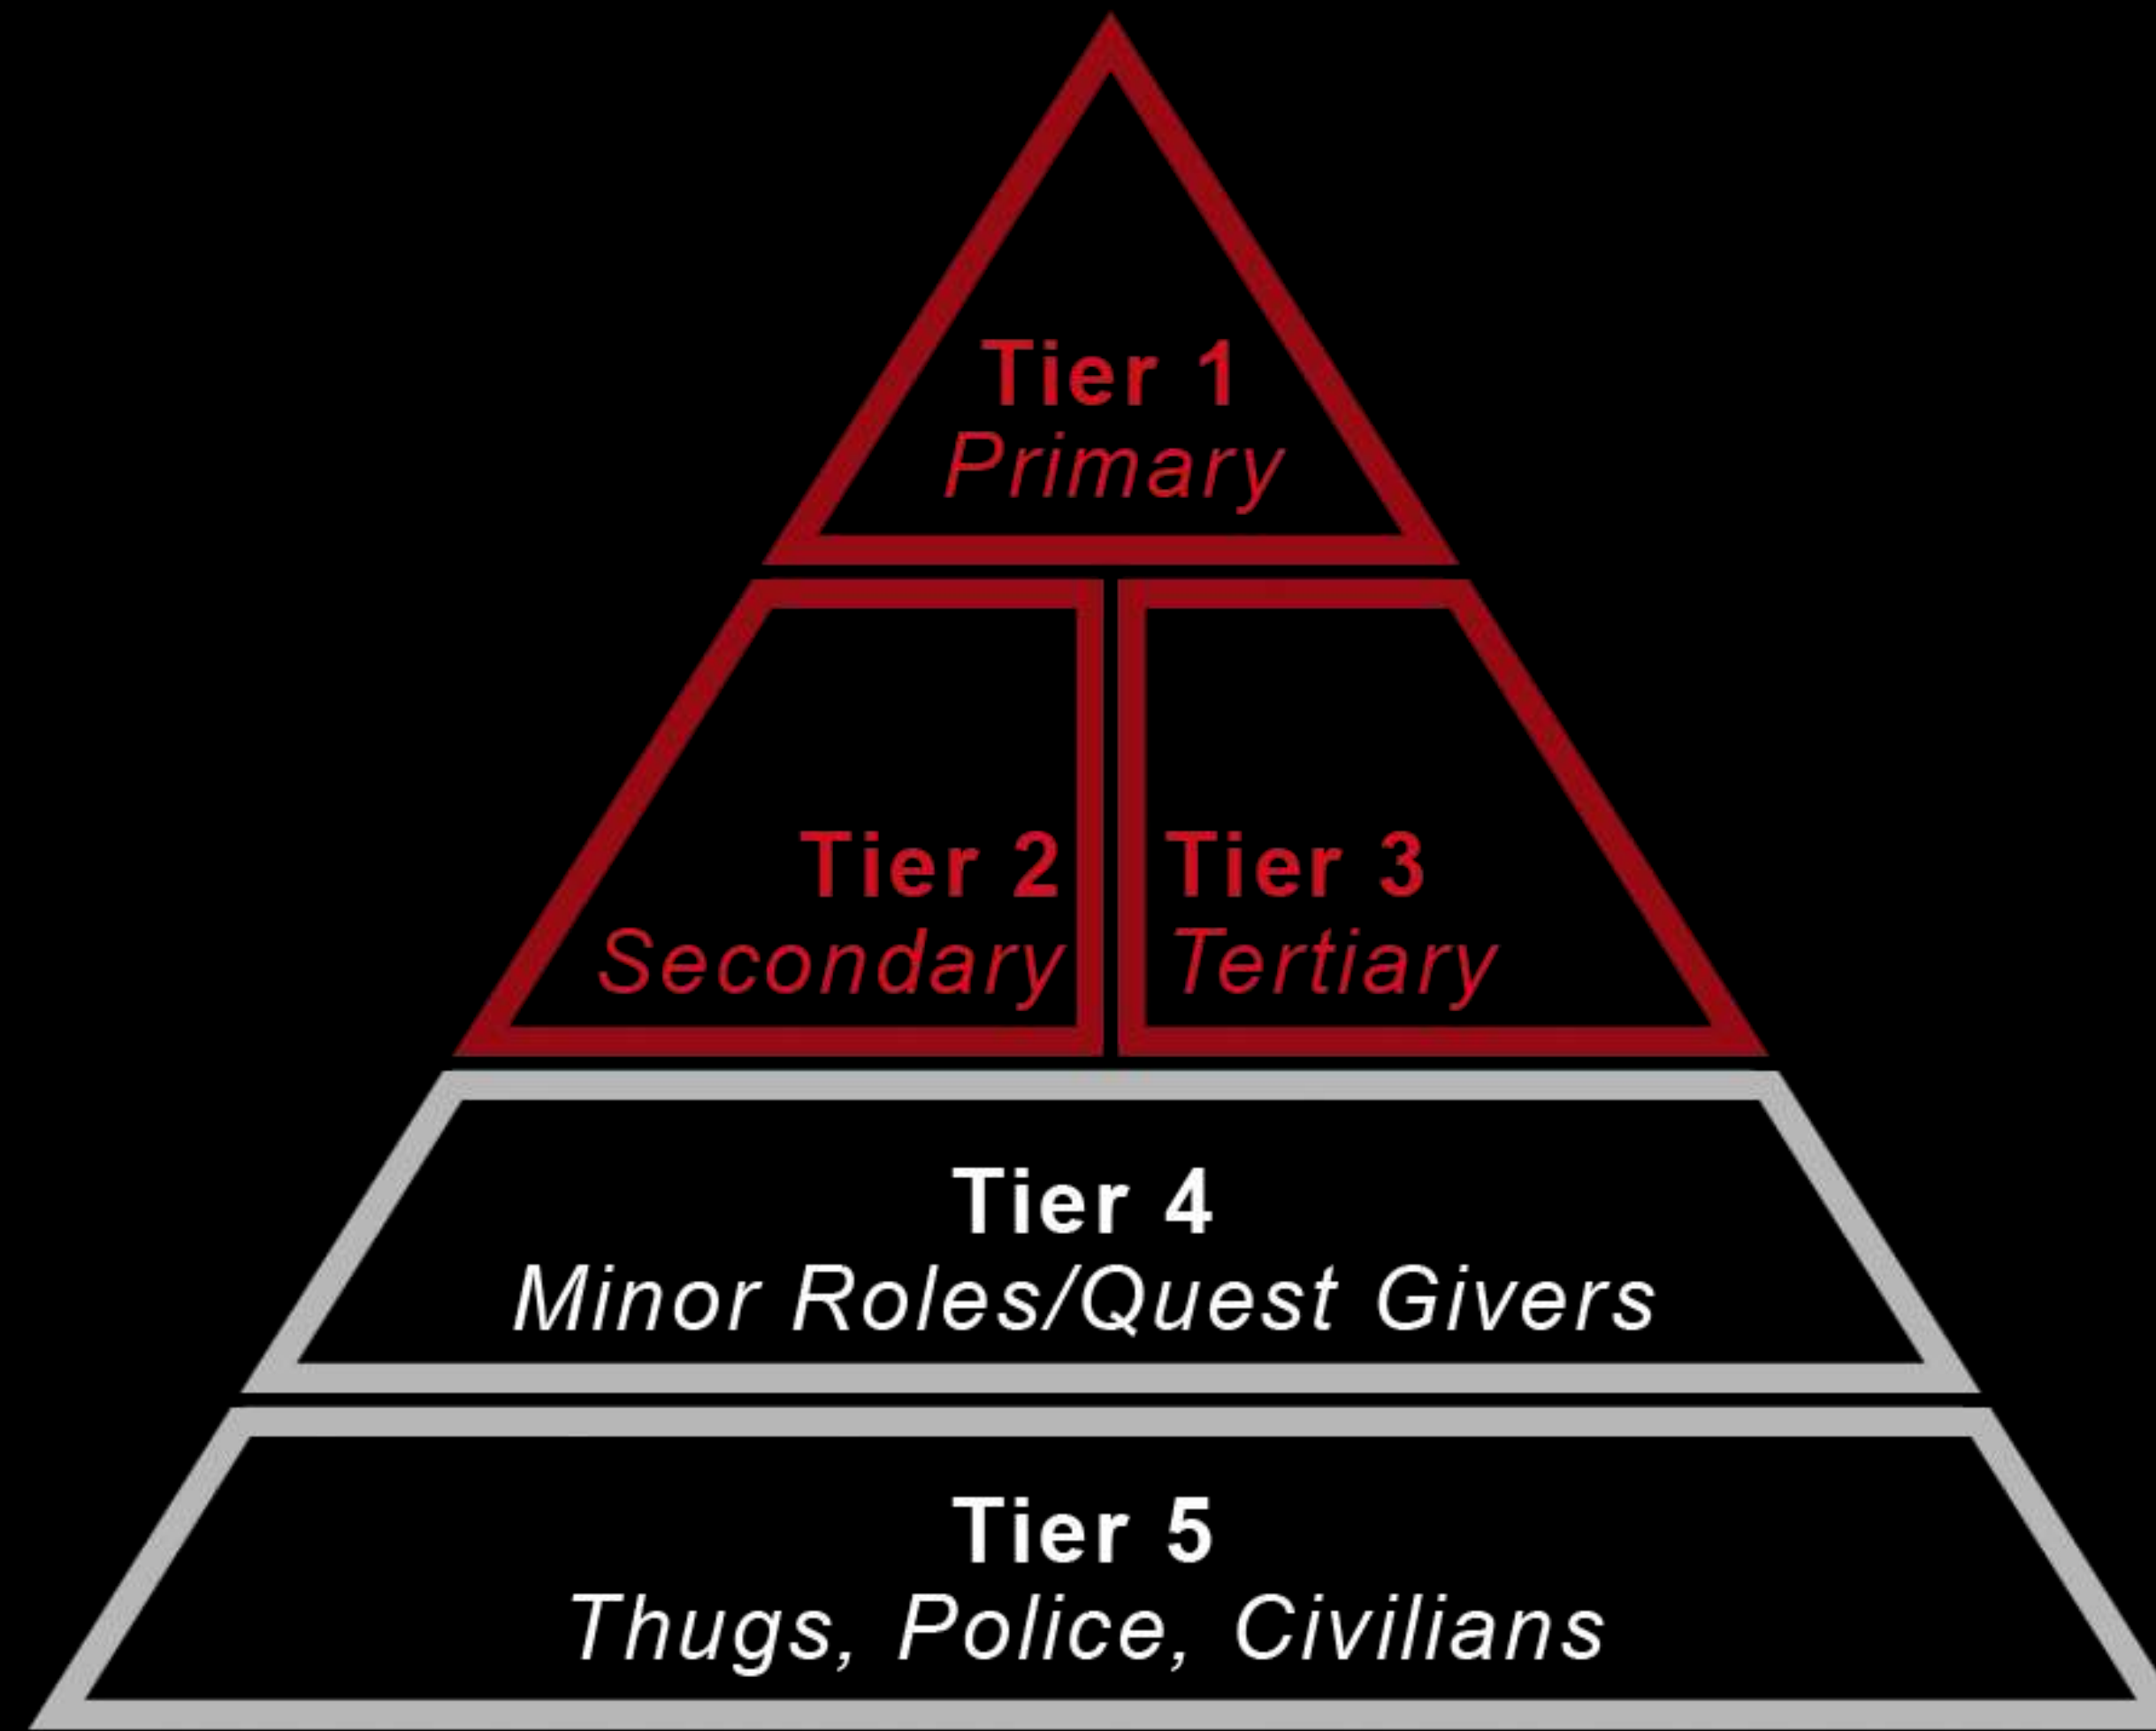 Tier 1
Primary
Tier 2
Secondary
Tier 3
Tertiary
Tier 4
Minor Roles/Quest Givers
Tier 5
Thugs, Police, Civilians